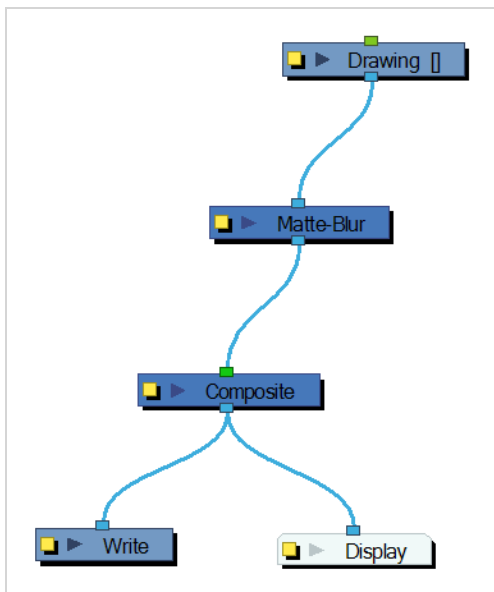 Drawing []
Matte-Blur
Composite
Write
Display